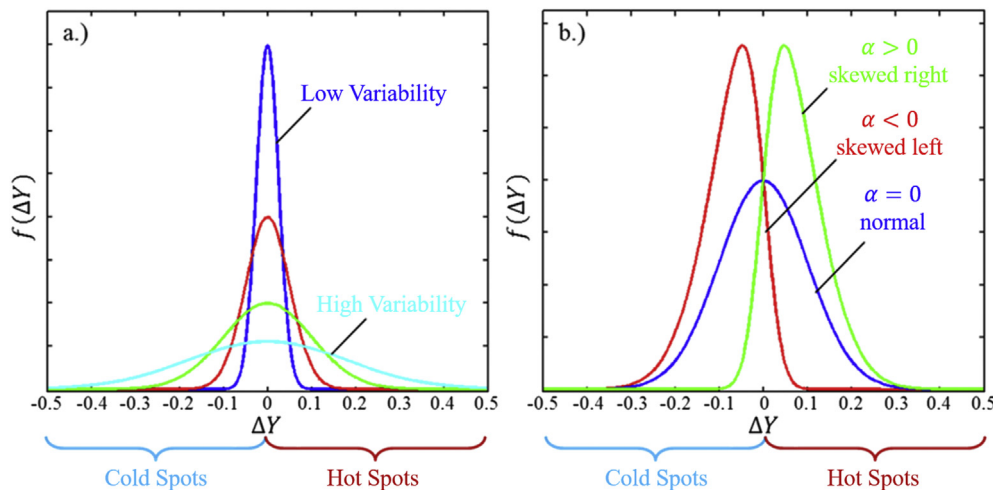 a.)
Low Variability
High Variability
f(ΔY)
-0.5 -0.4 -0.3 -0.2 -0.1 0 0.1 0.2 0.3 0.4 0.5
ΔY
Cold Spots Hot Spots
b.)
α > 0
skewed right
α < 0
skewed left
α = 0
normal
f(ΔY)
-0.5 -0.4 -0.3 -0.2 -0.1 0 0.1 0.2 0.3 0.4 0.5
ΔY
Cold Spots Hot Spots